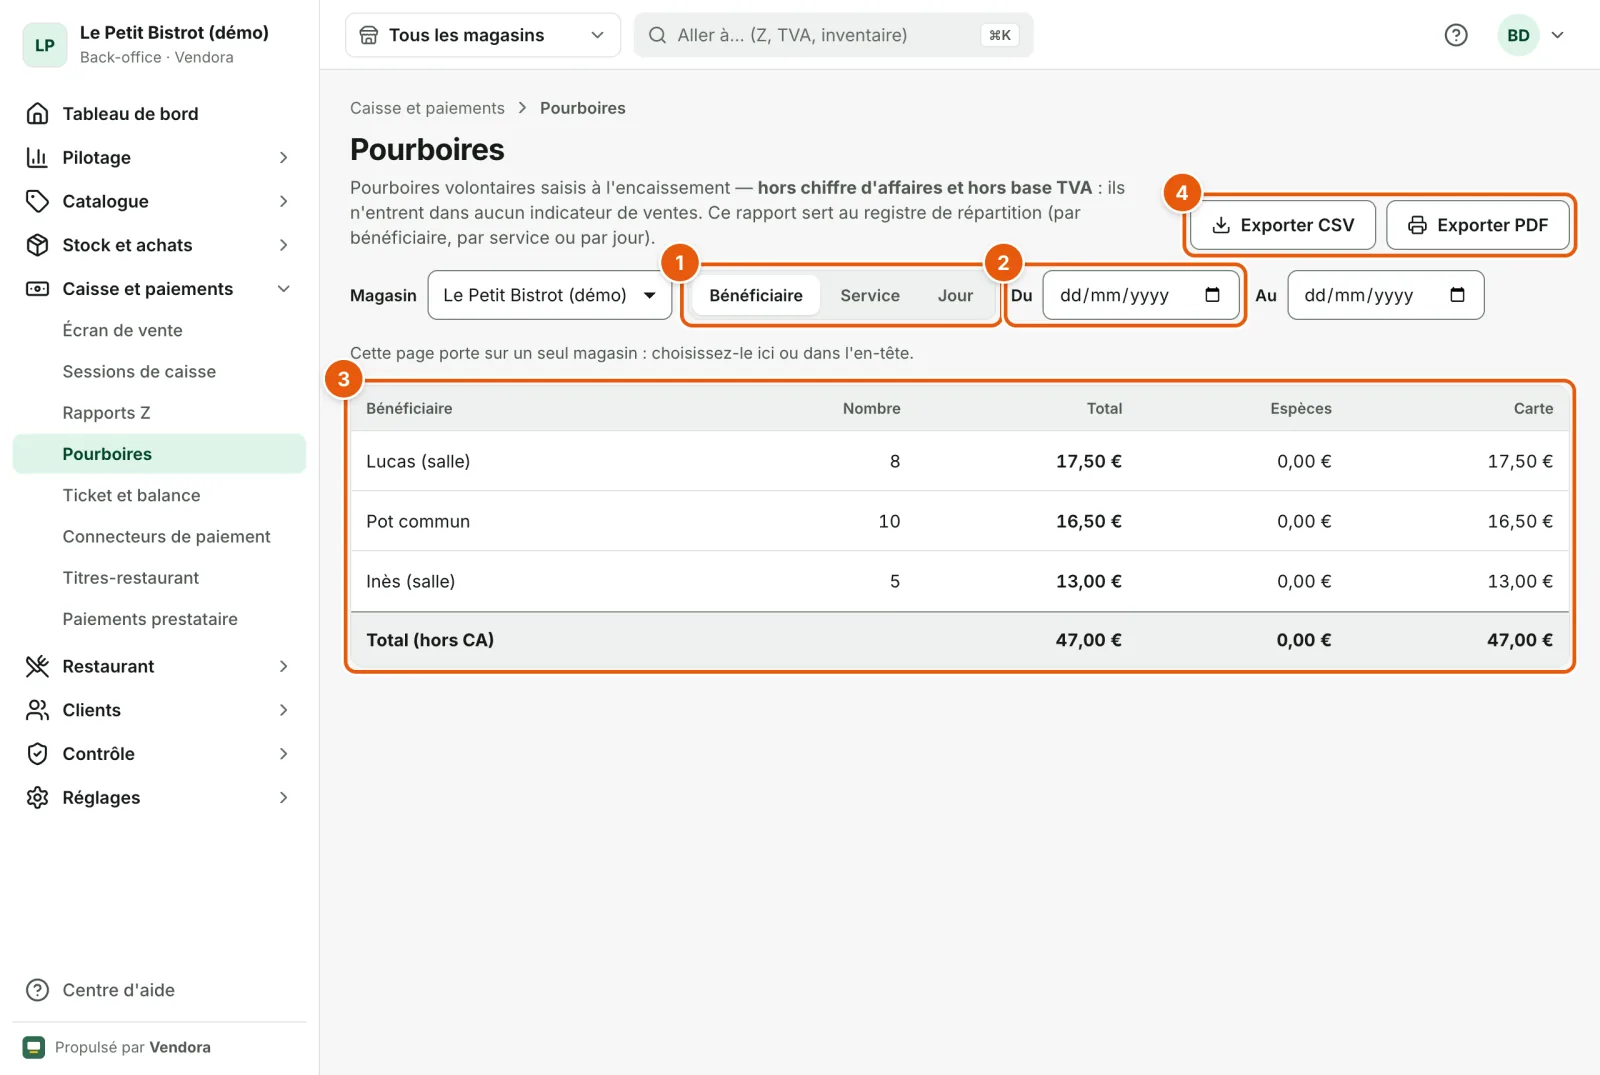 LP
Le Petit Bistrot (démo)
Back-office · Vendora
Tableau de bord
Pilotage
Catalogue
Stock et achats
Caisse et paiements
Écran de vente
Sessions de caisse
Rapports Z
Pourboires
Ticket et balance
Connecteurs de paiement
Titres-restaurant
Paiements prestataire
Restaurant
Clients
Contrôle
Réglages
Centre d'aide
Propulsé par Vendora
Tous les magasins
Aller à... (Z, TVA, inventaire)
⌘K
BD
Caisse et paiements > Pourboires
Pourboires
Pourboires volontaires saisis à l'encaissement — hors chiffre d'affaires et hors base TVA : ils
n'entrent dans aucun indicateur de ventes. Ce rapport sert au registre de répartition (par
bénéficiaire, par service ou par jour).
4
Exporter CSV
Exporter PDF
1
2
Magasin
Le Petit Bistrot (démo)
Bénéficiaire
Service
Jour
Du
dd/mm/yyyy
Au
dd/mm/yyyy
Cette page porte sur un seul magasin : choisissez-le ici ou dans l'en-tête.
3
Bénéficiaire Nombre Total Espèces Carte
Lucas (salle) 8 17,50 € 0,00 € 17,50 €
Pot commun 10 16,50 € 0,00 € 16,50 €
Inès (salle) 5 13,00 € 0,00 € 13,00 €
Total (hors CA) 47,00 € 0,00 € 47,00 €